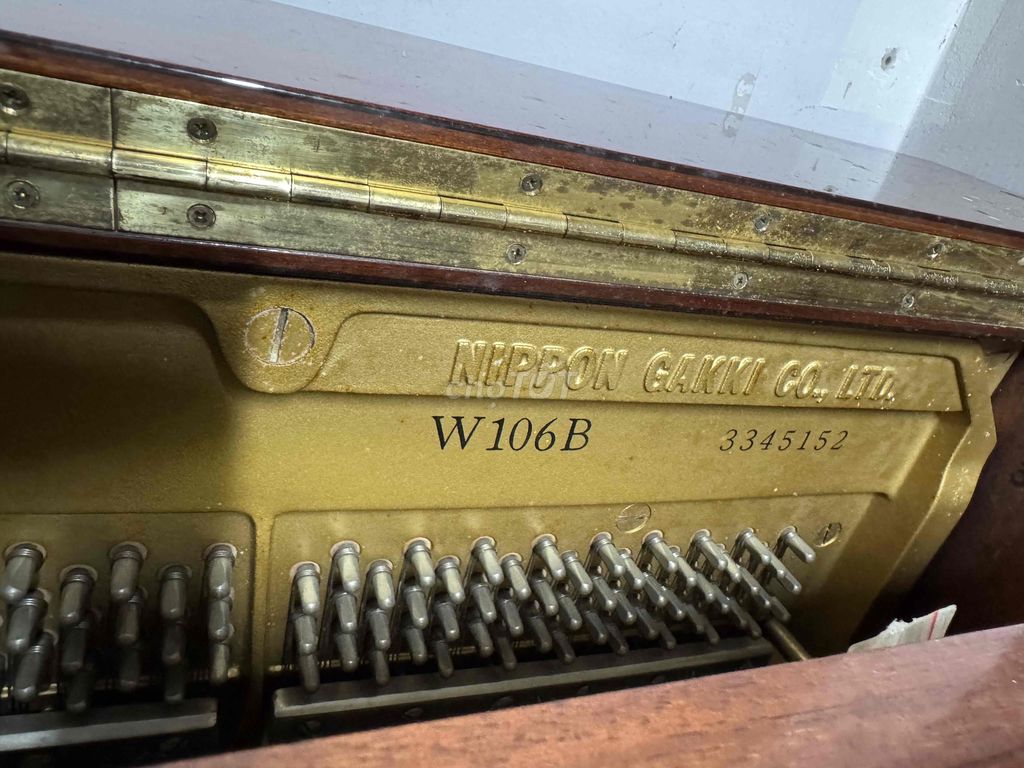 NIPPON GAKKI CO., LTD.
W106B
3345152